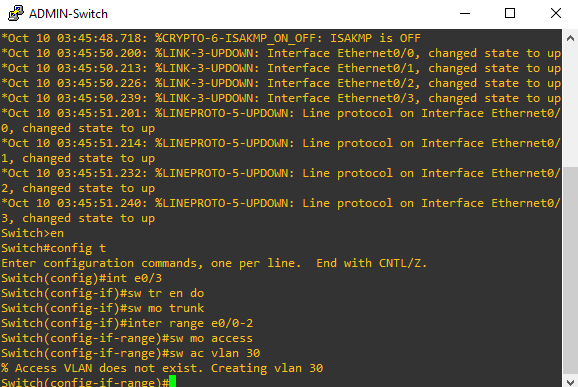 ADMIN-Switch
*Oct 10 03:45:48.718: %CRYPTO-6-ISAKMP_ON_OFF: ISAKMP is OFF
*Oct 10 03:45:50.200: %LINK-3-UPDOWN: Interface Ethernet0/0, changed state to up
*Oct 10 03:45:50.213: %LINK-3-UPDOWN: Interface Ethernet0/1, changed state to up
*Oct 10 03:45:50.226: %LINK-3-UPDOWN: Interface Ethernet0/2, changed state to up
*Oct 10 03:45:50.239: %LINK-3-UPDOWN: Interface Ethernet0/3, changed state to up
*Oct 10 03:45:51.201: %LINEPROTO-5-UPDOWN: Line protocol on Interface Ethernet0/
0, changed state to up
*Oct 10 03:45:51.214: %LINEPROTO-5-UPDOWN: Line protocol on Interface Ethernet0/
1, changed state to up
*Oct 10 03:45:51.232: %LINEPROTO-5-UPDOWN: Line protocol on Interface Ethernet0/
2, changed state to up
*Oct 10 03:45:51.240: %LINEPROTO-5-UPDOWN: Line protocol on Interface Ethernet0/
3, changed state to up
Switch>en
Switch#config t
Enter configuration commands, one per line.  End with CNTL/Z.
Switch(config)#int e0/3
Switch(config-if)#sw tr en do
Switch(config-if)#sw mo trunk
Switch(config-if)#inter range e0/0-2
Switch(config-if-range)#sw mo access
Switch(config-if-range)#sw ac vlan 30
% Access VLAN does not exist. Creating vlan 30
Switch(config-if-range)#